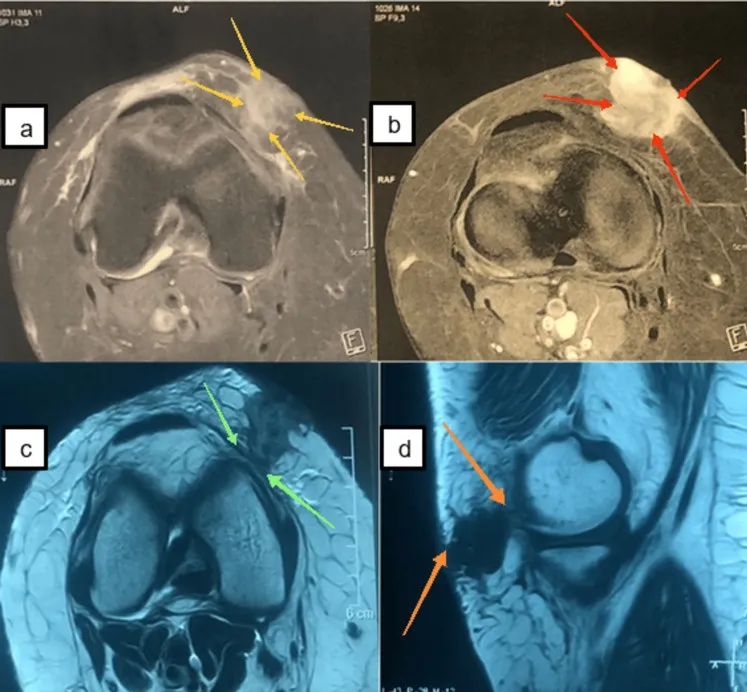 1031 IMA 11
SP H3,3
ALF
a
RAF
5cm
F
1026 IMA 14
SP F9,3
ALF
b
RAF
5cm
F
c
6 cm
d